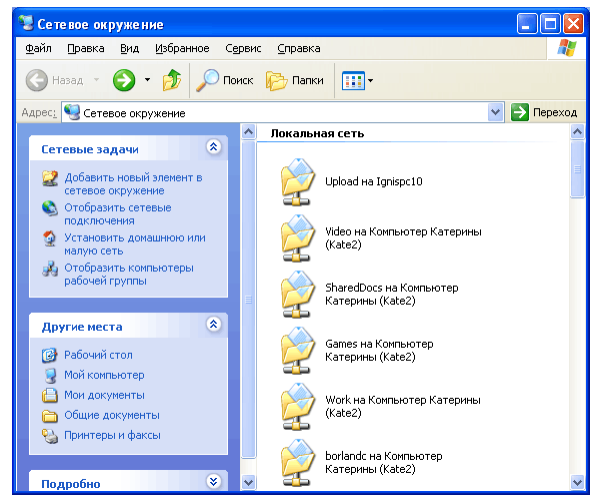 Сетевое окружение
Файл Правка Вид Избранное Сервис Справка
Назад Поиск Папки
Адрес: Сетевое окружение Переход
Сетевые задачи
Добавить новый элемент в
сетевое окружение
Отобразить сетевые
подключения
Установить домашнюю или
малую сеть
Отобразить компьютеры
рабочей группы
Другие места
Рабочий стол
Мой компьютер
Мои документы
Общие документы
Принтеры и факсы
Подробно
Локальная сеть
Upload на Ignispc10
Video на Компьютер Катерины
(Kate2)
SharedDocs на Компьютер
Катерины (Kate2)
Games на Компьютер
Катерины (Kate2)
Work на Компьютер Катерины
(Kate2)
borlandc на Компьютер
Катерины (Kate2)